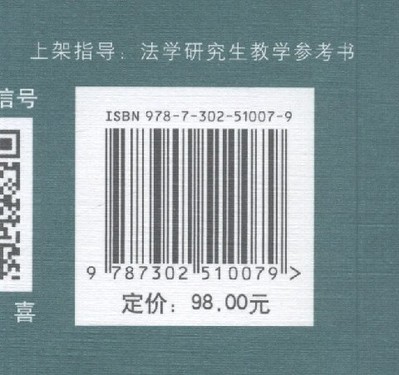 上架指导：法学研究生教学参考书
信号
ISBN 978-7-302-51007-9
9 787302 510079 >
定价：98.00元
喜